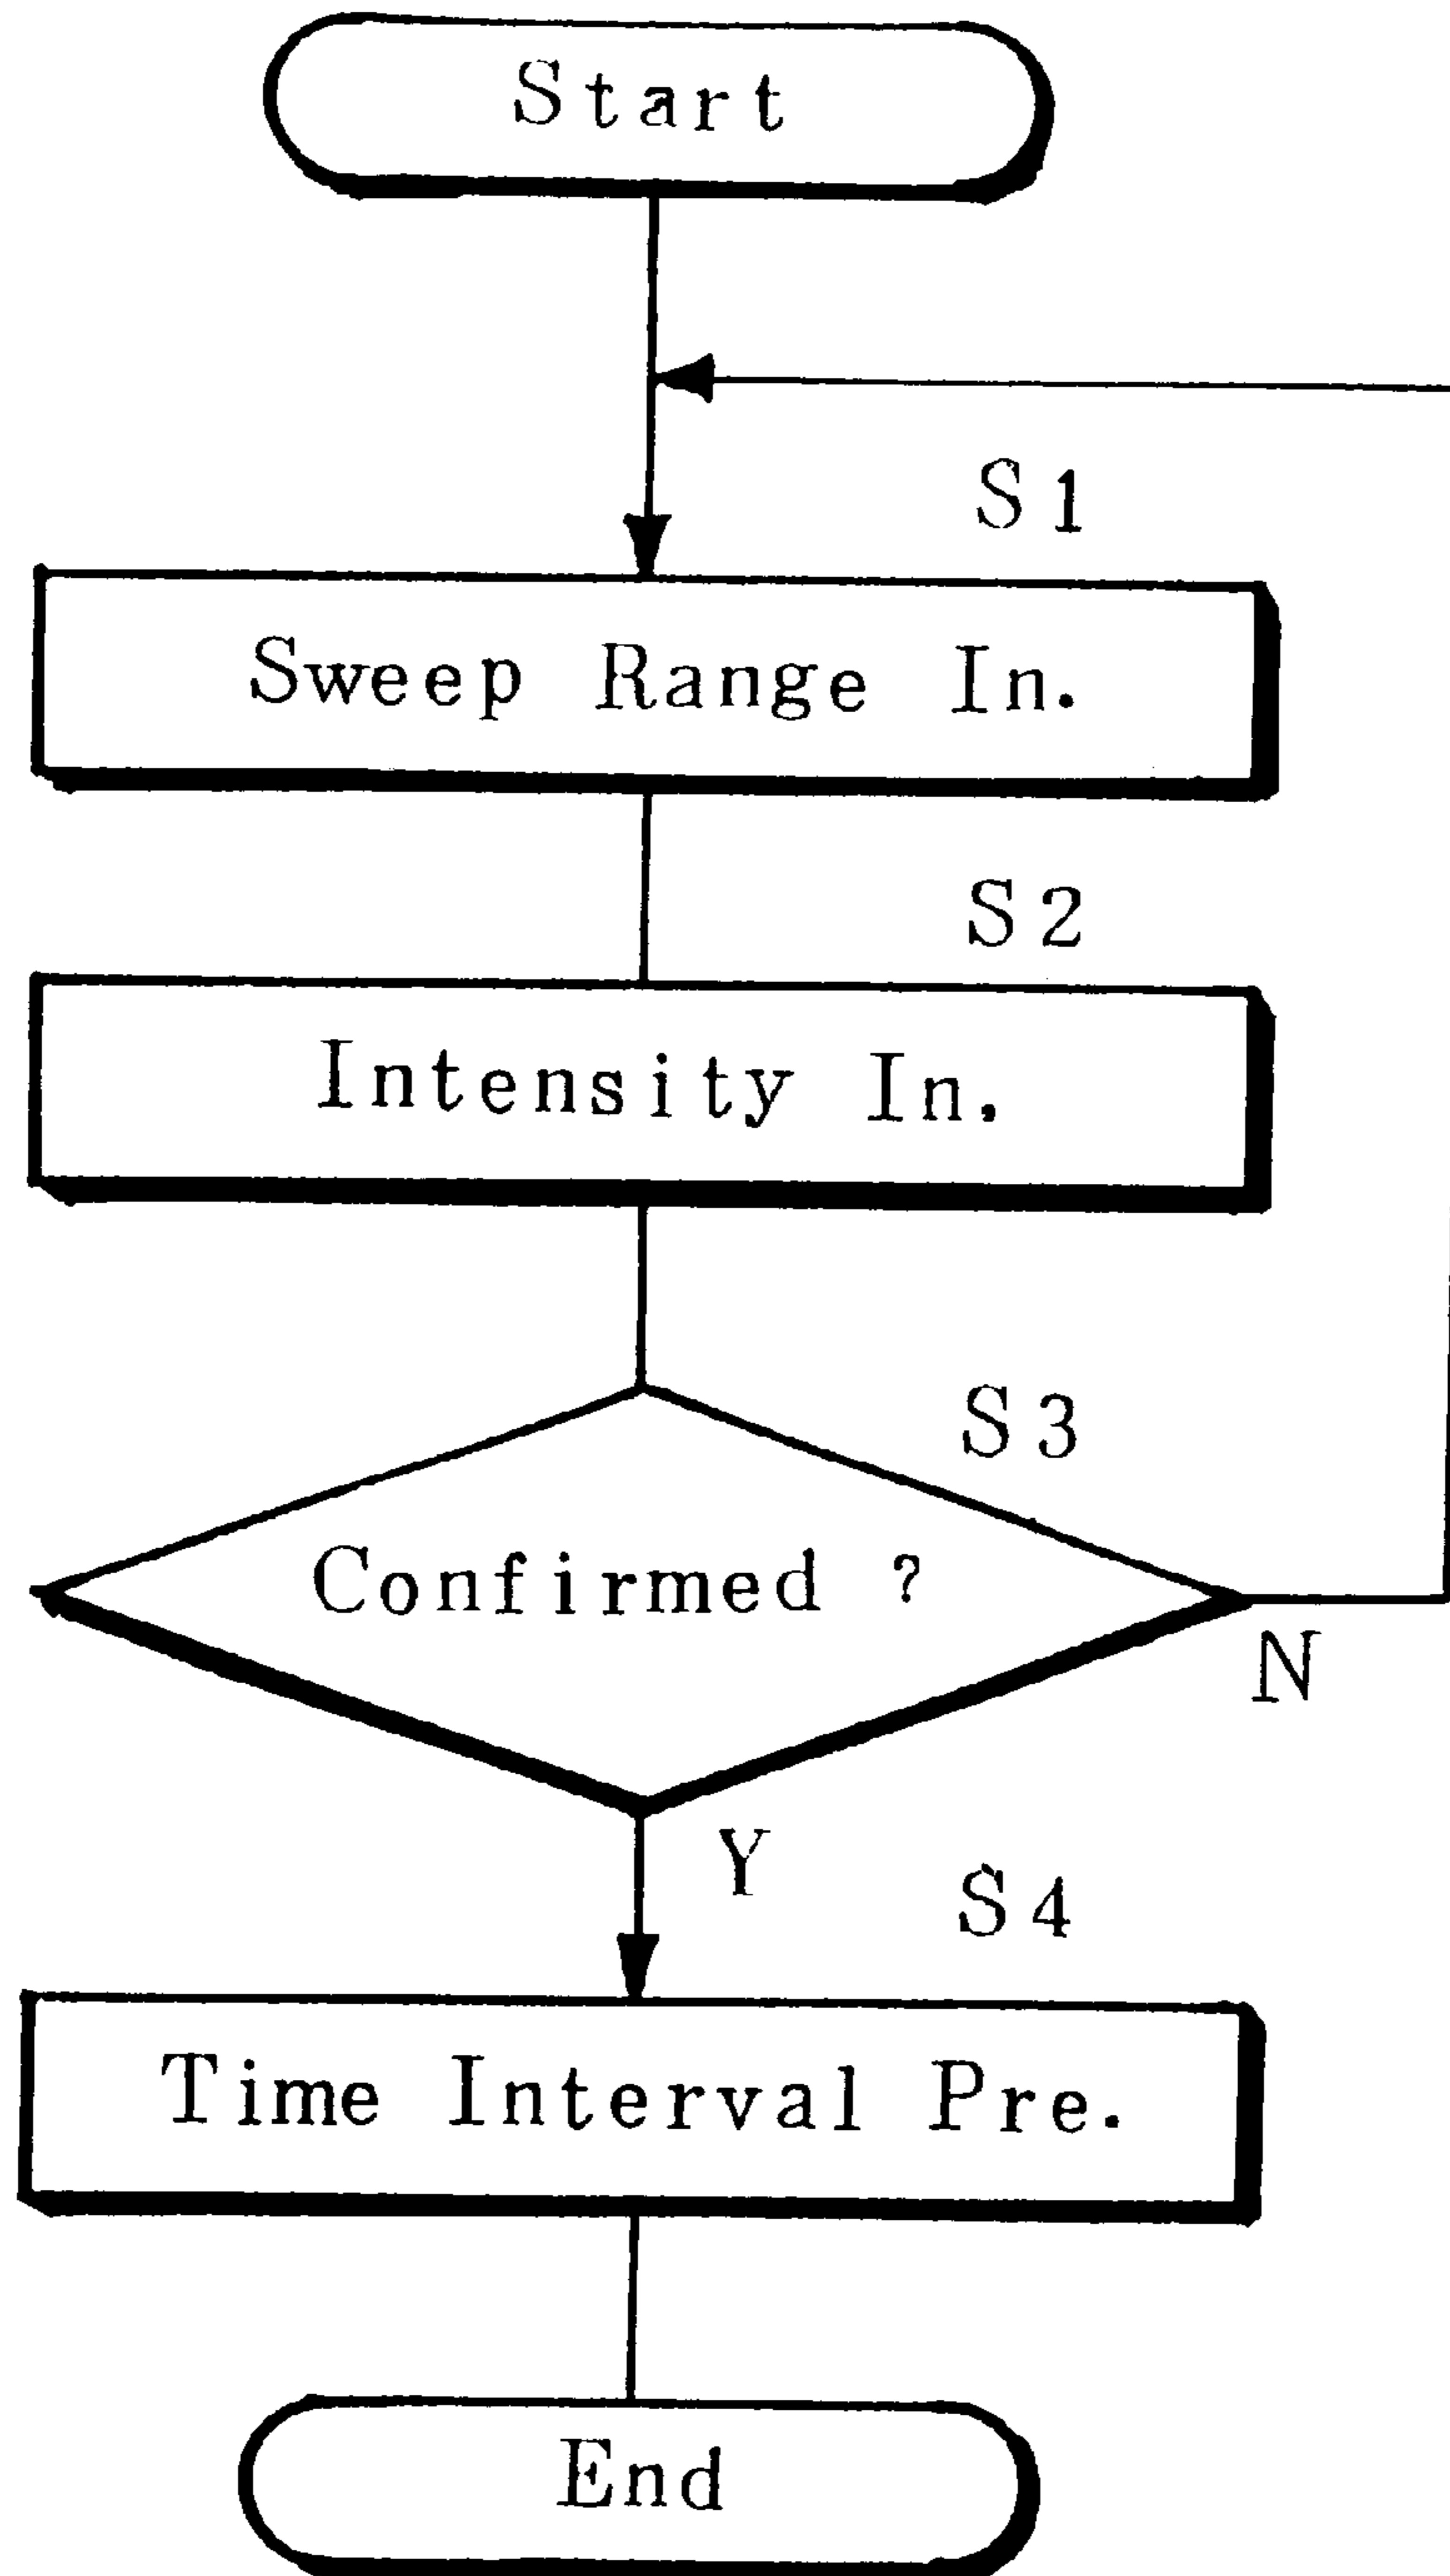 Start
S1
Sweep Range In.
S2
Intensity In.
S3
Confirmed ?
N
Y
S4
Time Interval Pre.
End